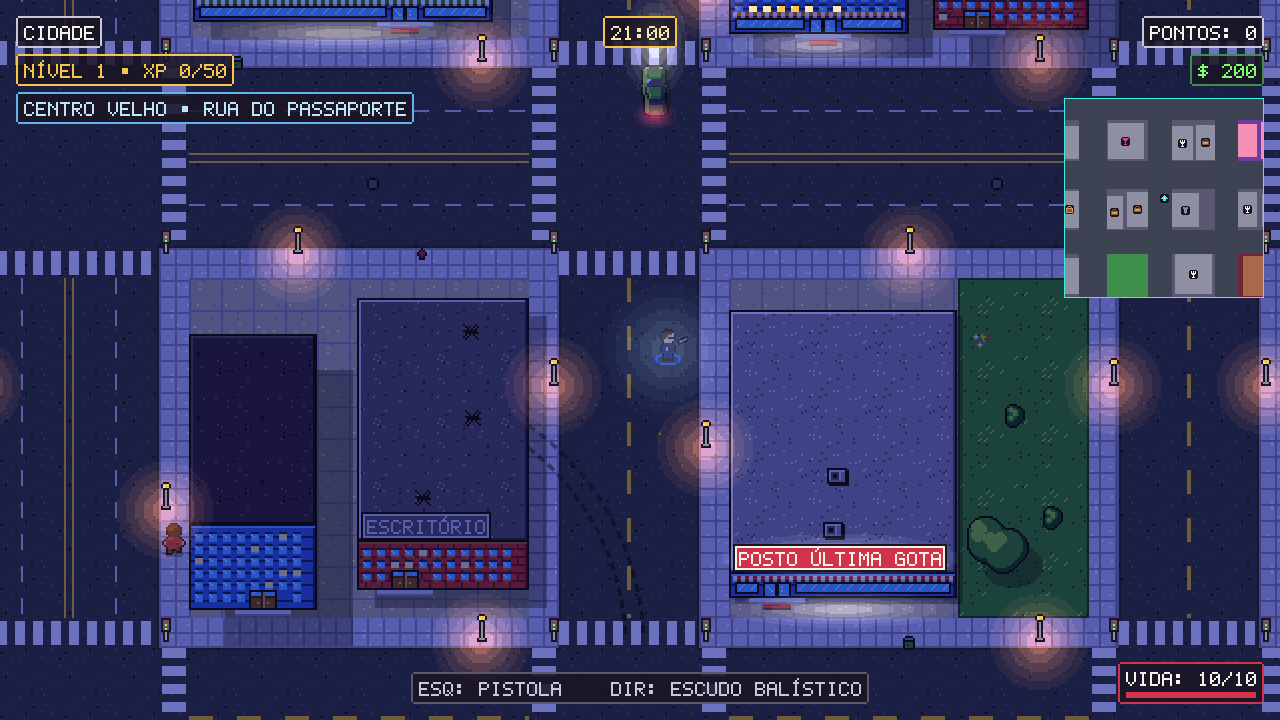 CIDADE
21:00
PONTOS: 0
NÍVEL 1 ▪ XP 0/50
$ 200
CENTRO VELHO ▪ RUA DO PASSAPORTE
ESCRITÓRIO
POSTO ÚLTIMA GOTA
ESQ: PISTOLA DIR: ESCUDO BALÍSTICO
VIDA: 10/10